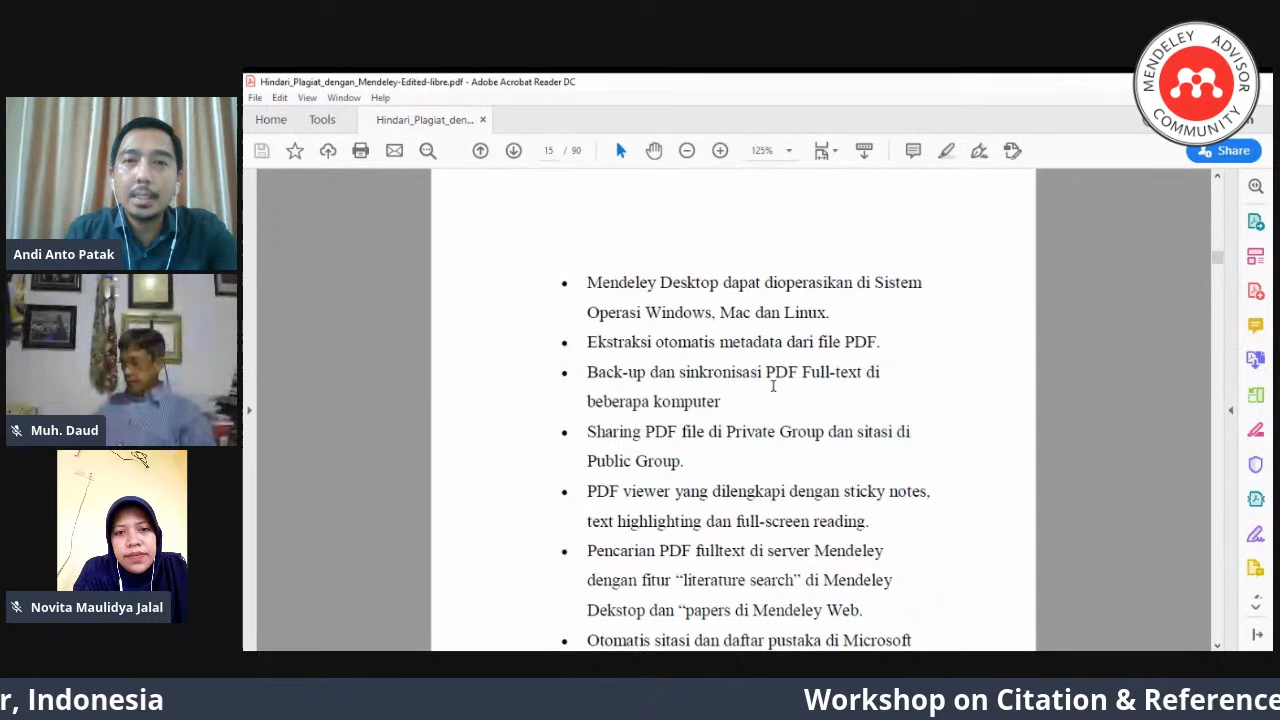 MENDELEY ADVISOR
COMMUNITY
Hindari_Plagiat_dengan_Mendeley-Edited-libre.pdf - Adobe Acrobat Reader DC
File Edit View Window Help
Home Tools Hindari_Plagiat_den... ×
15 / 90 125%
Share
Mendeley Desktop dapat dioperasikan di Sistem
Operasi Windows, Mac dan Linux.
Ekstraksi otomatis metadata dari file PDF.
Back-up dan sinkronisasi PDF Full-text di
beberapa komputer
Sharing PDF file di Private Group dan sitasi di
Public Group.
PDF viewer yang dilengkapi dengan sticky notes,
text highlighting dan full-screen reading.
Pencarian PDF fulltext di server Mendeley
dengan fitur “literature search” di Mendeley
Dekstop dan “papers di Mendeley Web.
Otomatis sitasi dan daftar pustaka di Microsoft
Andi Anto Patak
Muh. Daud
Novita Maulidya Jalal
r, Indonesia
Workshop on Citation & Reference